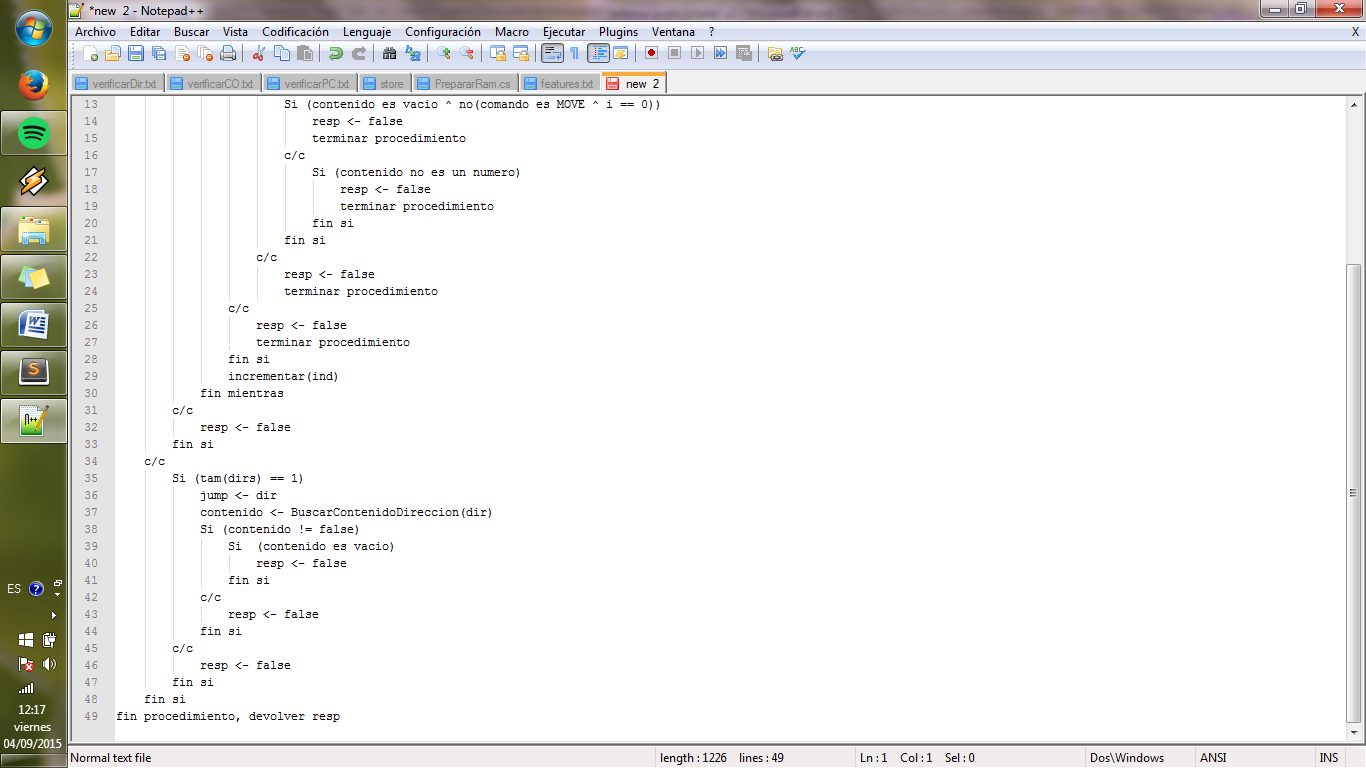 *new 2 - Notepad++
Archivo Editar Buscar Vista Codificación Lenguaje Configuración Macro Ejecutar Plugins Ventana ? X
verificarDir.txt verificarCO.txt verificarPC.txt store PrepararRam.cs features.txt new 2
13 Si (contenido es vacio ^ no(comando es MOVE ^ i == 0))
14 resp <- false
15 terminar procedimiento
16 c/c
17 Si (contenido no es un numero)
18 resp <- false
19 terminar procedimiento
20 fin si
21 fin si
22 c/c
23 resp <- false
24 terminar procedimiento
25 c/c
26 resp <- false
27 terminar procedimiento
28 fin si
29 incrementar(ind)
30 fin mientras
31 c/c
32 resp <- false
33 fin si
34 c/c
35 Si (tam(dirs) == 1)
36 jump <- dir
37 contenido <- BuscarContenidoDireccion(dir)
38 Si (contenido != false)
39 Si  (contenido es vacio)
40 resp <- false
41 fin si
42 c/c
43 resp <- false
44 fin si
45 c/c
46 resp <- false
47 fin si
48 fin si
49 fin procedimiento, devolver resp
Normal text file length : 1226 lines : 49 Ln : 1 Col : 1 Sel : 0 Dos\Windows ANSI INS
ES
12:17
viernes
04/09/2015